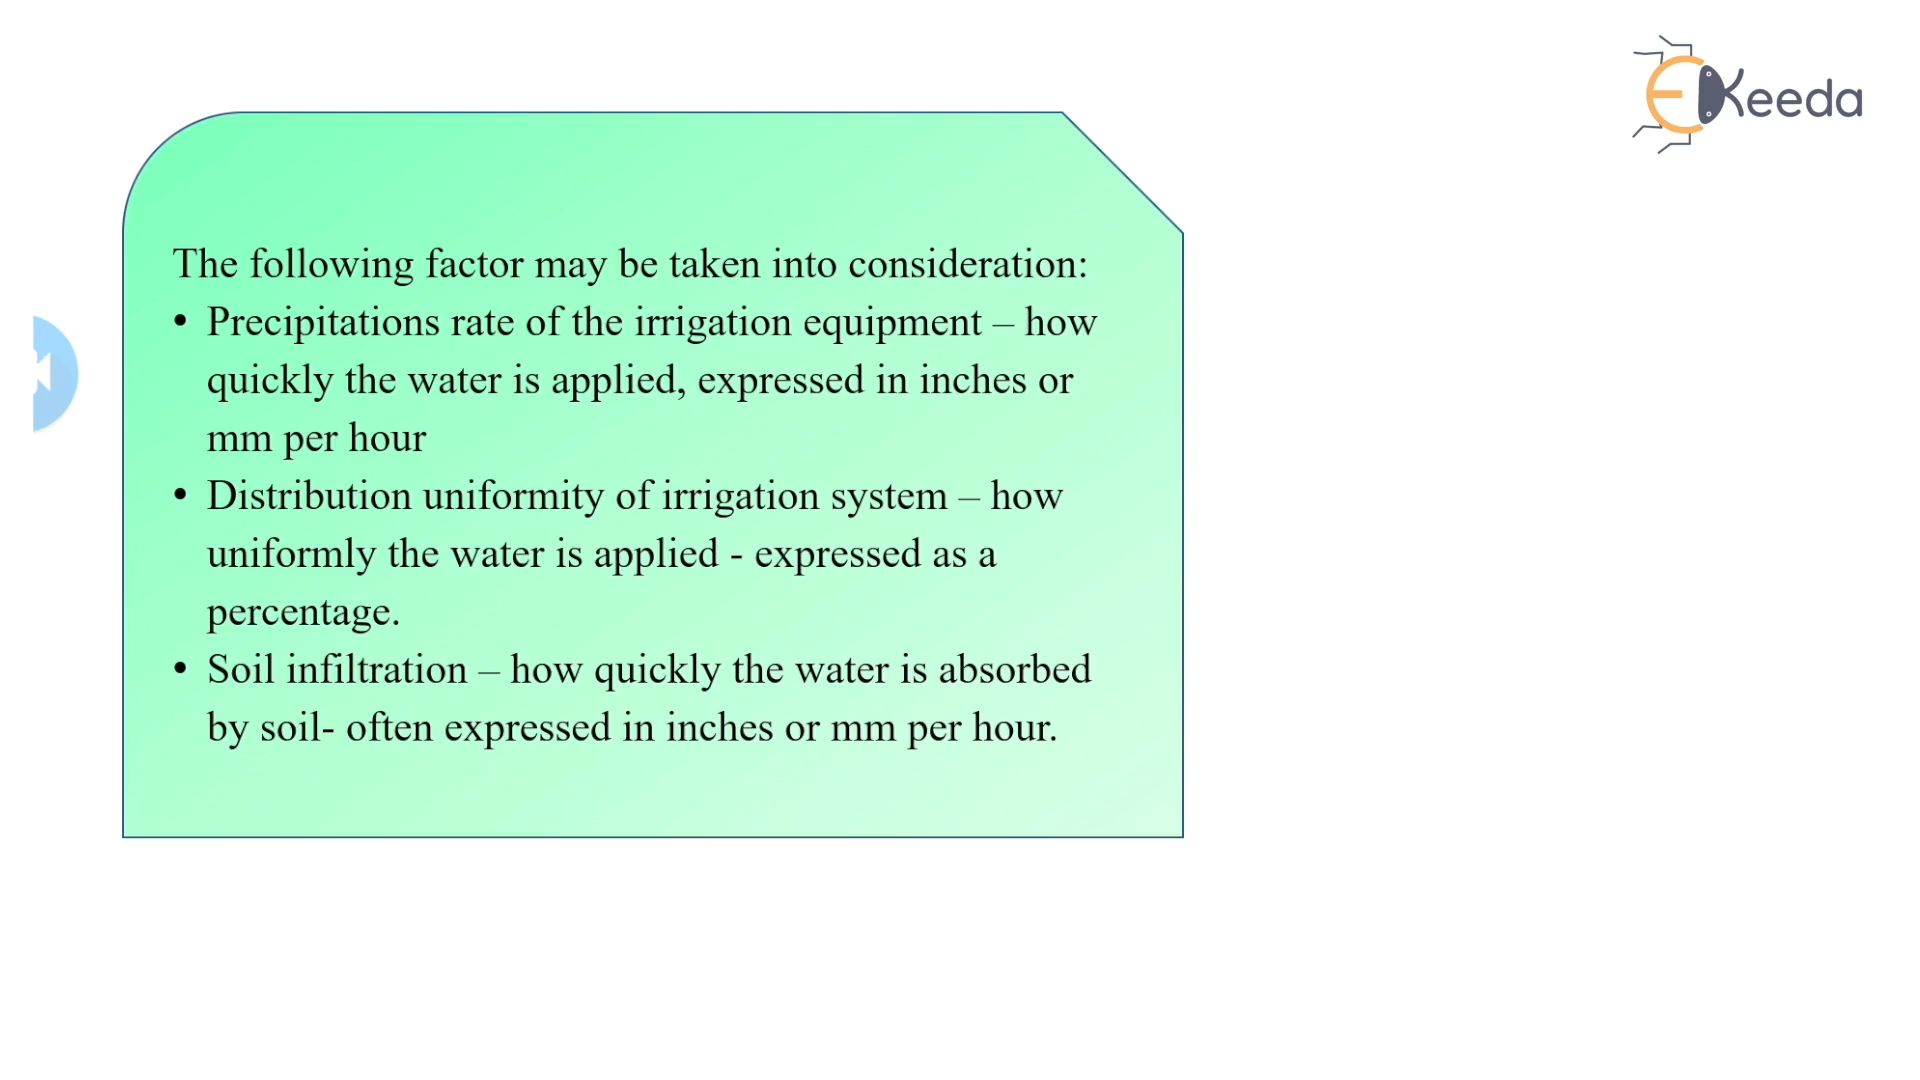 EKeeda
The following factor may be taken into consideration:
• Precipitations rate of the irrigation equipment – how
quickly the water is applied, expressed in inches or
mm per hour
• Distribution uniformity of irrigation system – how
uniformly the water is applied - expressed as a
percentage.
• Soil infiltration – how quickly the water is absorbed
by soil- often expressed in inches or mm per hour.